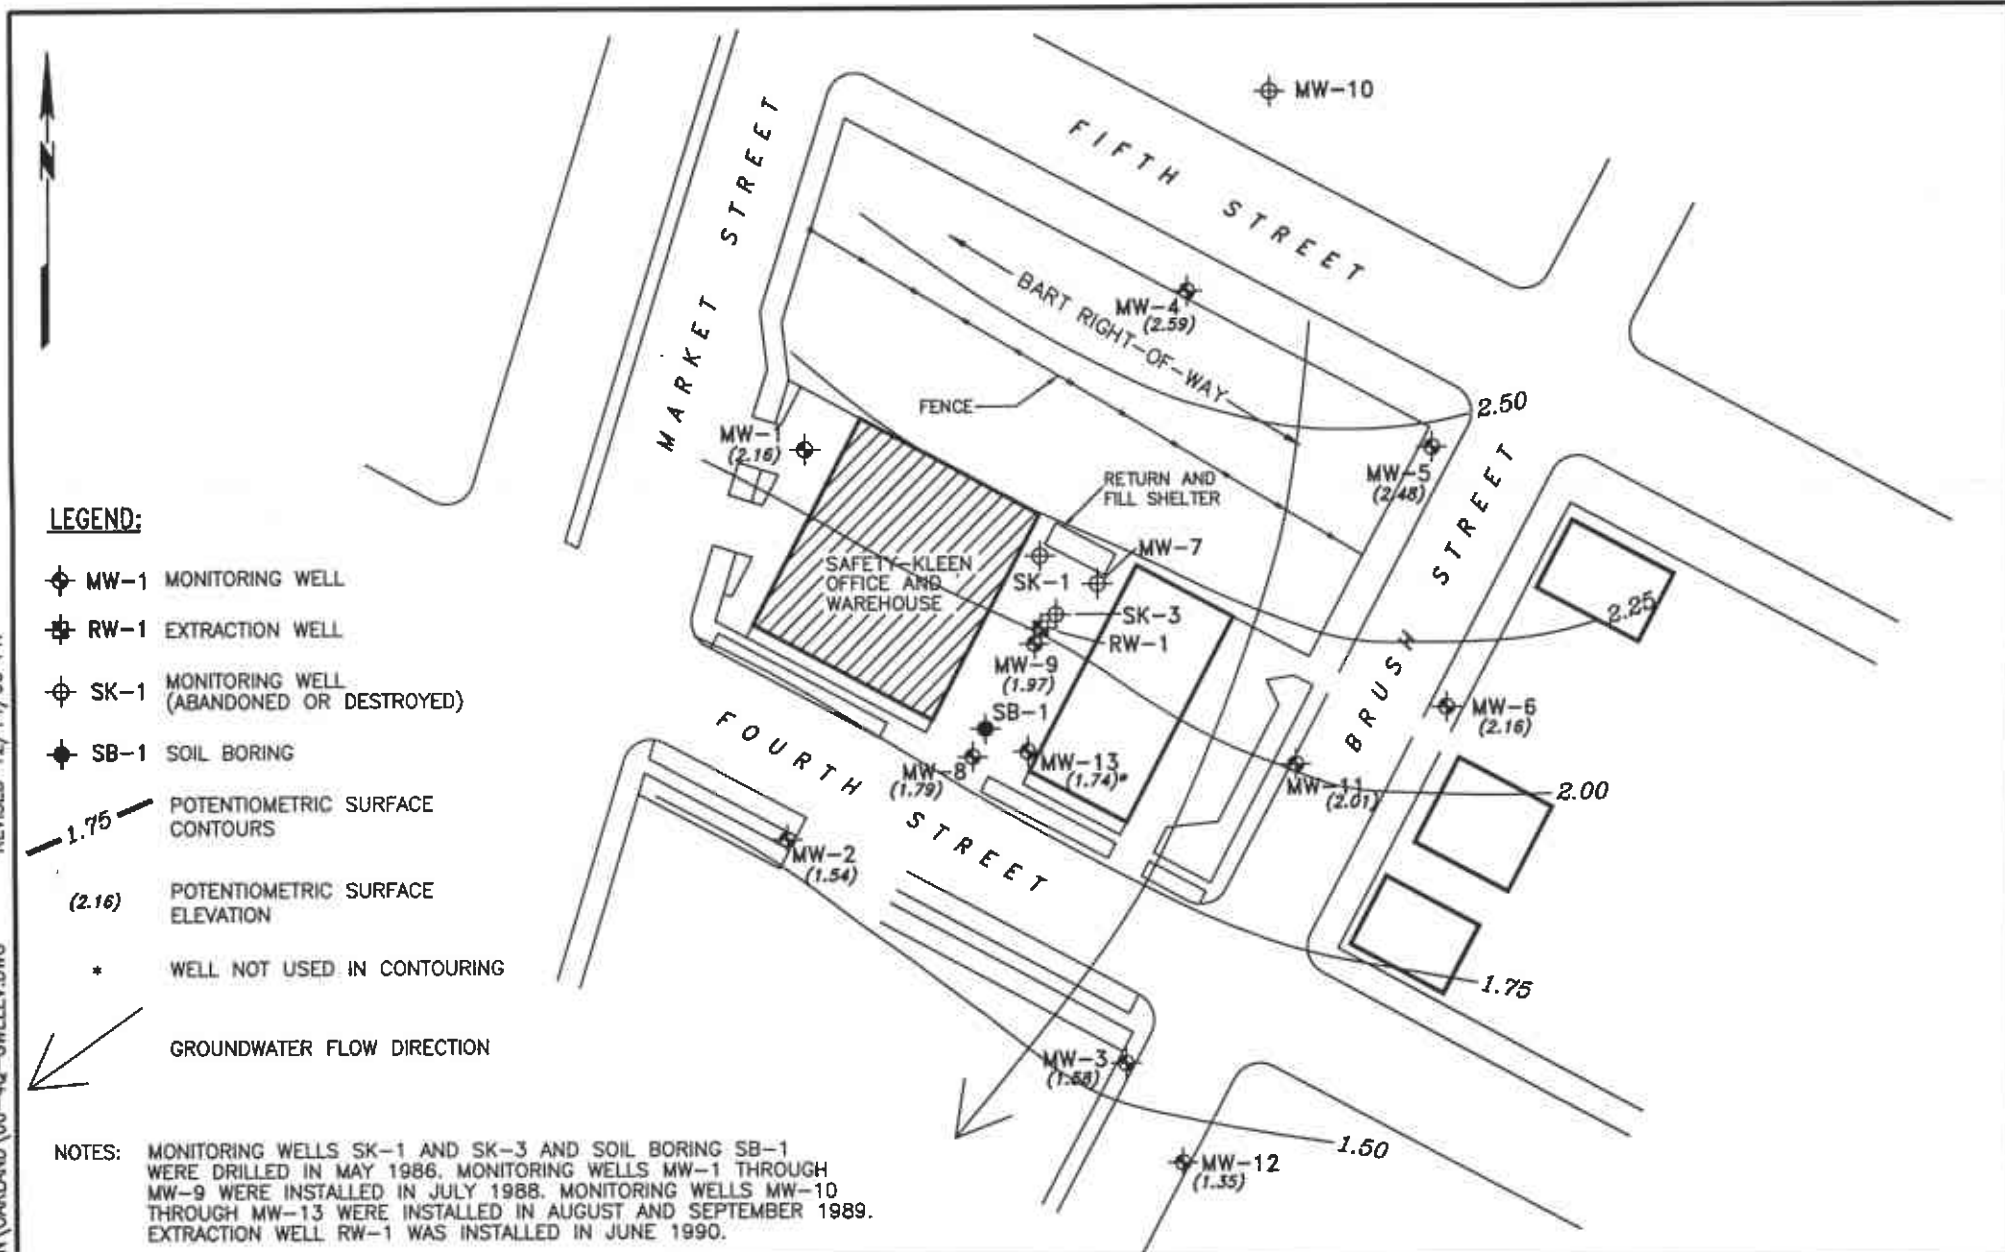 N
MW-10
FIFTH STREET
MARKET STREET
MW-4
(2.59)
BART RIGHT-OF-WAY
FENCE
2.50
MW-1
(2.16)
MW-5
(2.48)
RETURN AND
FILL SHELTER
MW-7
SK-1
SAFETY-KLEEN
OFFICE AND
WAREHOUSE
SK-3
RW-1
MW-9
(1.97)
2.25
BRUSH STREET
SB-1
MW-6
(2.16)
MW-13
(1.74)*
MW-8
(1.79)
MW-11
(2.01)
2.00
FOURTH STREET
MW-2
(1.54)
1.75
MW-3
(1.58)
1.50
MW-12
(1.35)
LEGEND:
MW-1 MONITORING WELL
RW-1 EXTRACTION WELL
SK-1 MONITORING WELL
(ABANDONED OR DESTROYED)
SB-1 SOIL BORING
1.75 POTENTIOMETRIC SURFACE
CONTOURS
(2.16) POTENTIOMETRIC SURFACE
ELEVATION
* WELL NOT USED IN CONTOURING
GROUNDWATER FLOW DIRECTION
NOTES: MONITORING WELLS SK-1 AND SK-3 AND SOIL BORING SB-1
WERE DRILLED IN MAY 1986. MONITORING WELLS MW-1 THROUGH
MW-9 WERE INSTALLED IN JULY 1988. MONITORING WELLS MW-10
THROUGH MW-13 WERE INSTALLED IN AUGUST AND SEPTEMBER 1989.
EXTRACTION WELL RW-1 WAS INSTALLED IN JUNE 1990.